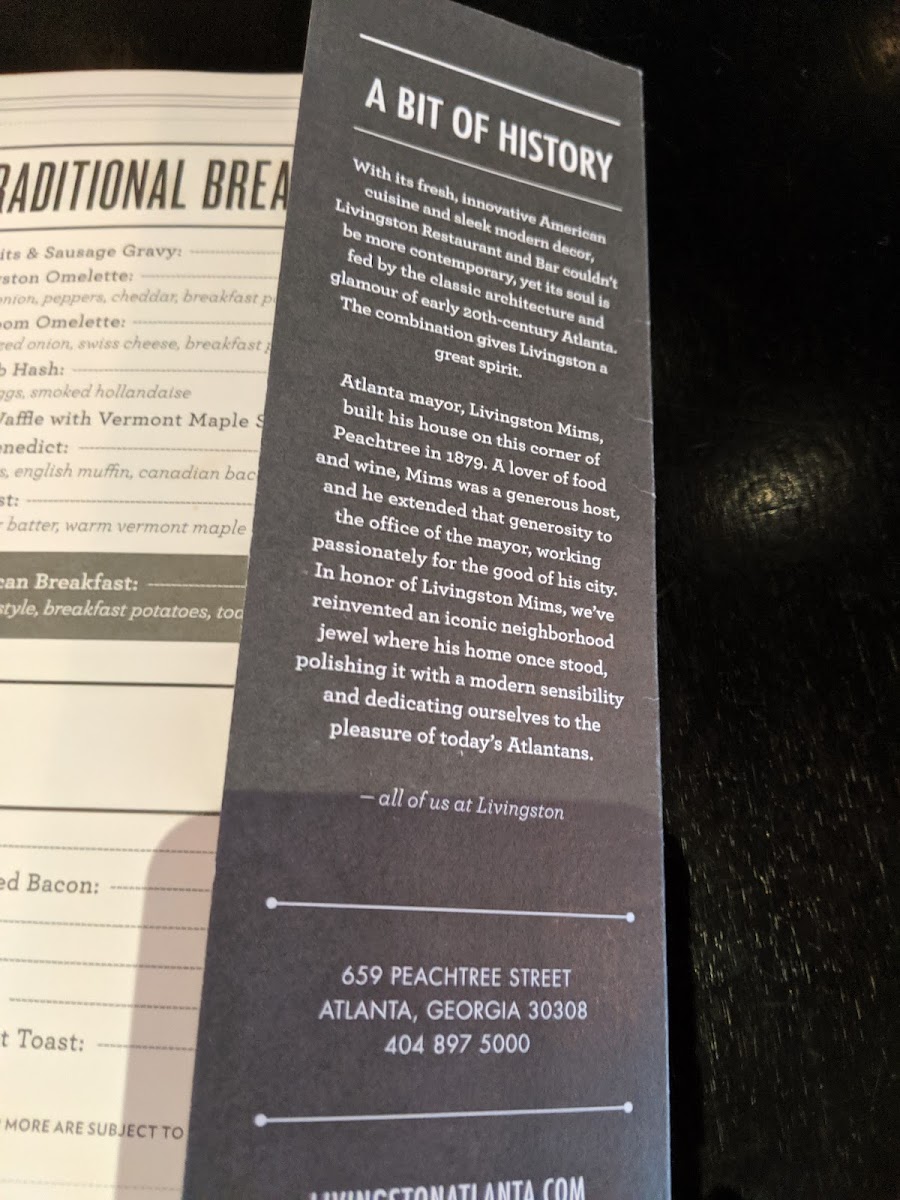 RADITIONAL BREA
its & Sausage Gravy:
ston Omelette:
onion, peppers, cheddar, breakfast p
oom Omelette:
zed onion, swiss cheese, breakfast
Hash:
ggs, smoked hollandaise
Waffle with Vermont Maple S
enedict:
s, english muffin, canadian bac
st:
batter, warm vermont maple
can Breakfast:
style, breakfast potatoes, toa
ed Bacon:
t Toast:
MORE ARE SUBJECT TO
A BIT OF HISTORY
With its fresh, innovative American
cuisine and sleek modern decor,
Livingston Restaurant and Bar couldn't
be more contemporary, yet its soul is
fed by the classic architecture and
glamour of early 20th-century Atlanta.
The combination gives Livingston a
great spirit.
Atlanta mayor, Livingston Mims,
built his house on this corner of
Peachtree in 1879. A lover of food
and wine, Mims was a generous host,
and he extended that generosity to
the office of the mayor, working
passionately for the good of his city.
In honor of Livingston Mims, we've
reinvented an iconic neighborhood
jewel where his home once stood,
polishing it with a modern sensibility
and dedicating ourselves to the
pleasure of today's Atlantans.
— all of us at Livingston
659 PEACHTREE STREET
ATLANTA, GEORGIA 30308
404 897 5000
LIVINGSTONATLANTA.COM